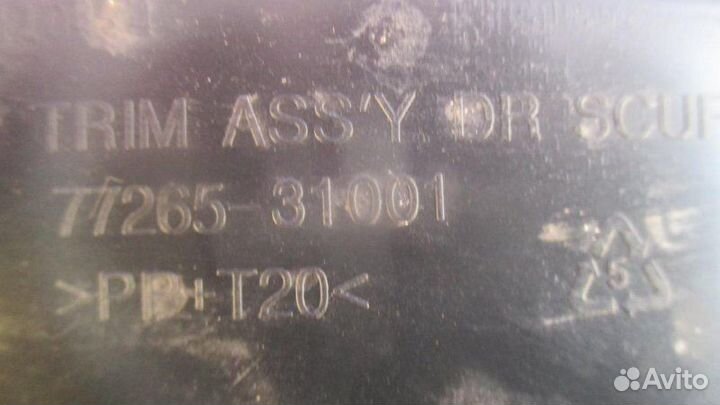 TRIM ASS'Y DR SCUF
77265-31001
>PP+T20<
5
Avito